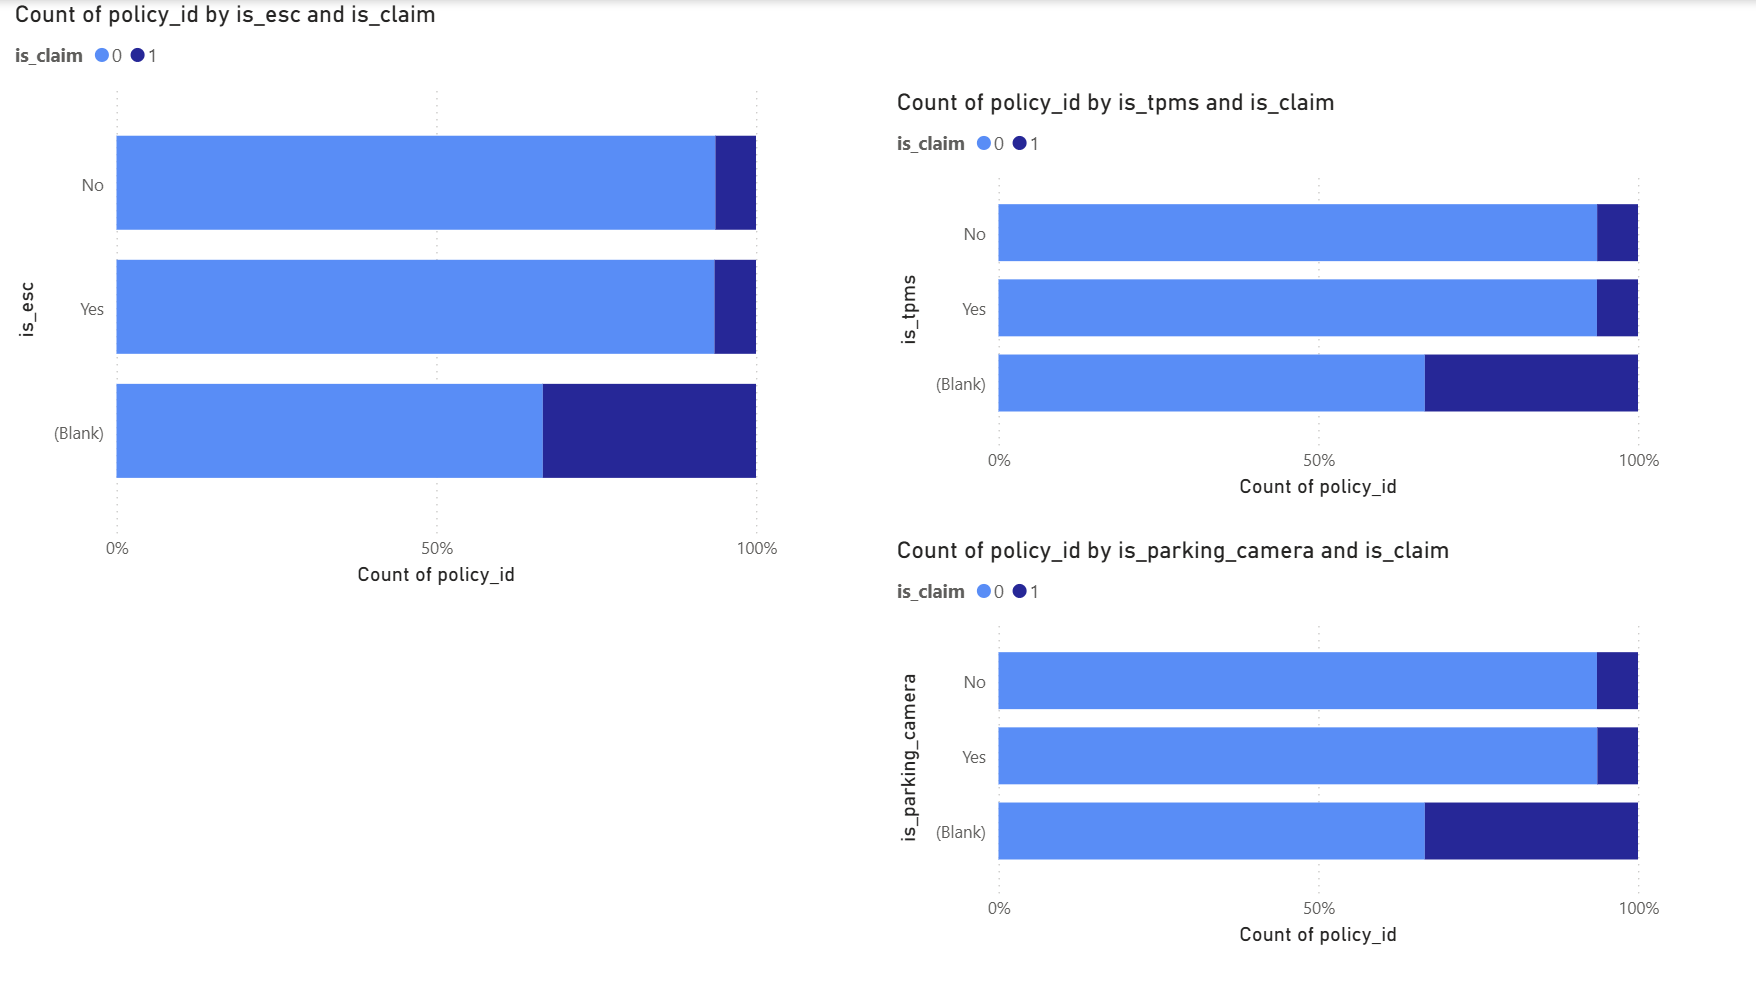 Count of policy_id by is_esc and is_claim
is_claim 0 1
is_esc
No
Yes
(Blank)
0% 50% 100%
Count of policy_id
Count of policy_id by is_tpms and is_claim
is_claim 0 1
is_tpms
No
Yes
(Blank)
0% 50% 100%
Count of policy_id
Count of policy_id by is_parking_camera and is_claim
is_claim 0 1
is_parking_camera
No
Yes
(Blank)
0% 50% 100%
Count of policy_id